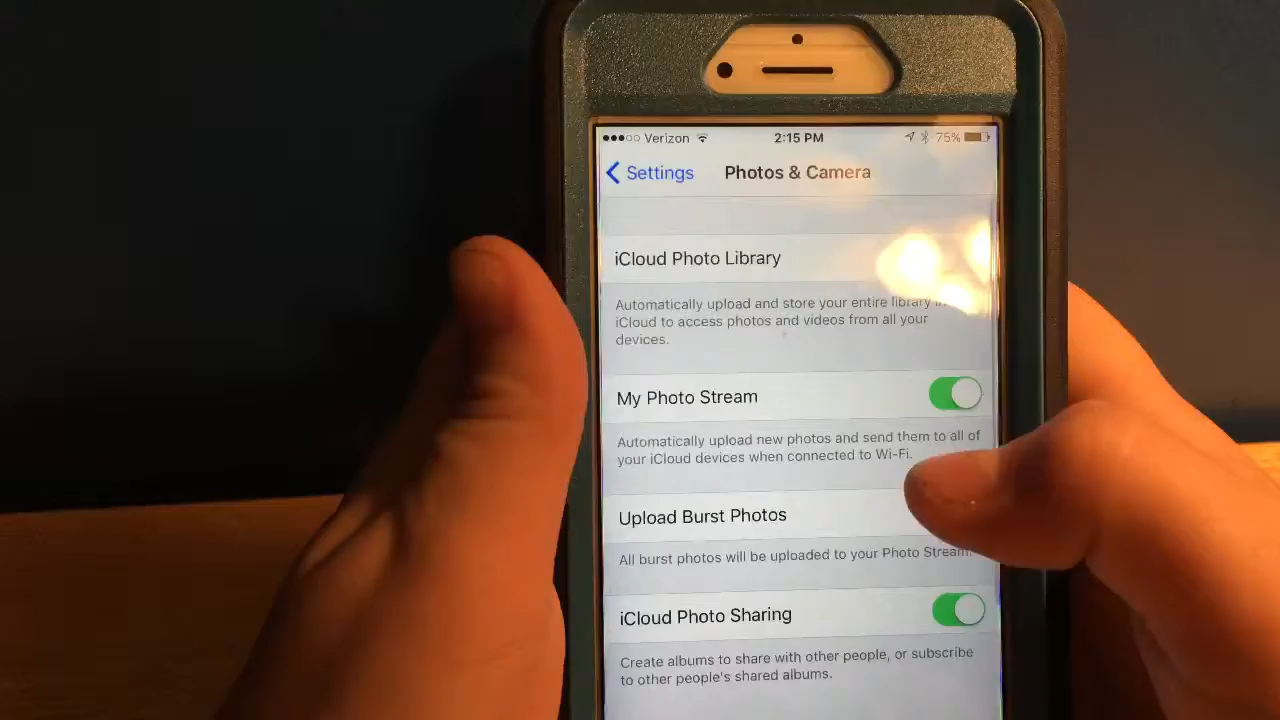 Verizon 2:15 PM 75%
Settings Photos & Camera
iCloud Photo Library
Automatically upload and store your entire library in
iCloud to access photos and videos from all your
devices.
My Photo Stream
Automatically upload new photos and send them to all of
your iCloud devices when connected to Wi-Fi.
Upload Burst Photos
All burst photos will be uploaded to your Photo Stream.
iCloud Photo Sharing
Create albums to share with other people, or subscribe
to other people's shared albums.